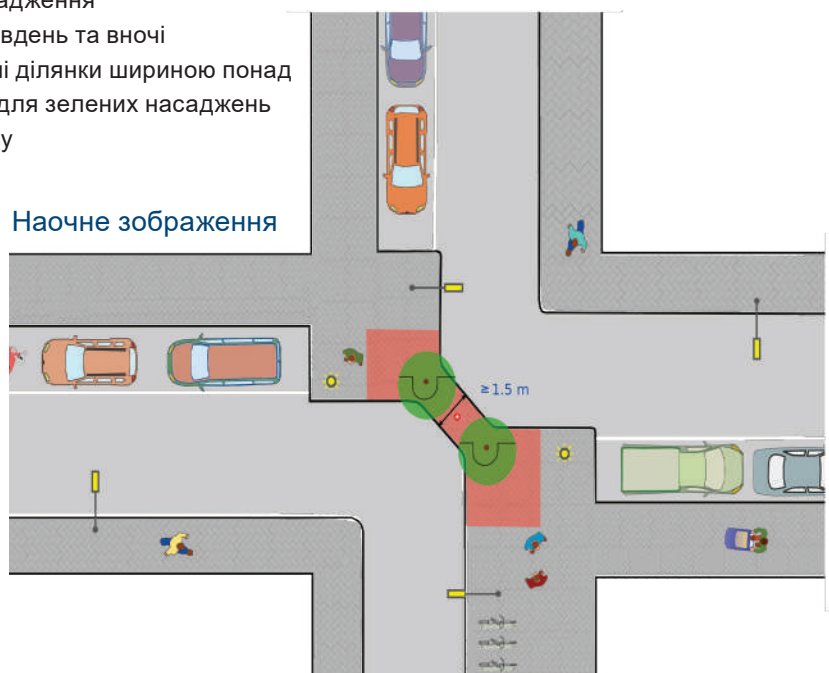 вдень та вночі
і ділянки шириною понад
для зелених насаджень
у
Наочне зображення
≥1.5 m